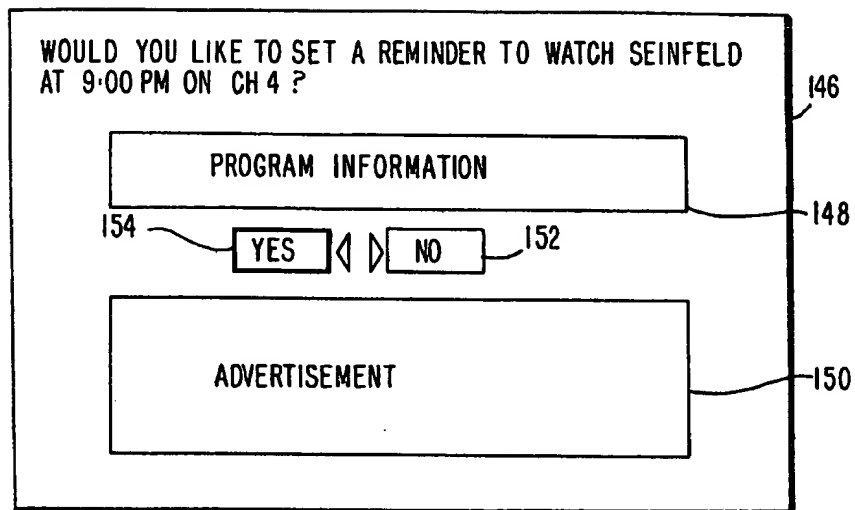 WOULD YOU LIKE TO SET A REMINDER TO WATCH SEINFELD
AT 9:00 PM ON CH 4 ?
146
PROGRAM INFORMATION
148
154
YES
NO
152
ADVERTISEMENT
150